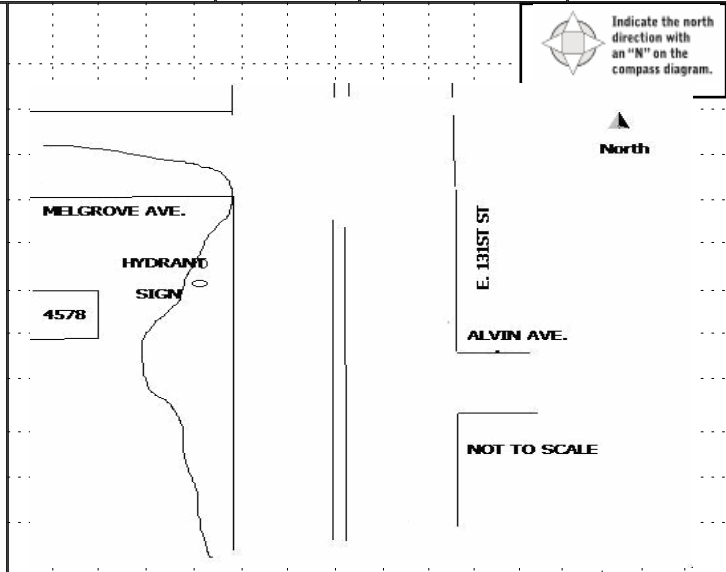 Indicate the north
direction with
an "N" on the
compass diagram.
North
MELGROVE AVE.
E. 131ST ST
HYDRANT
SIGN
4578
ALVIN AVE.
NOT TO SCALE